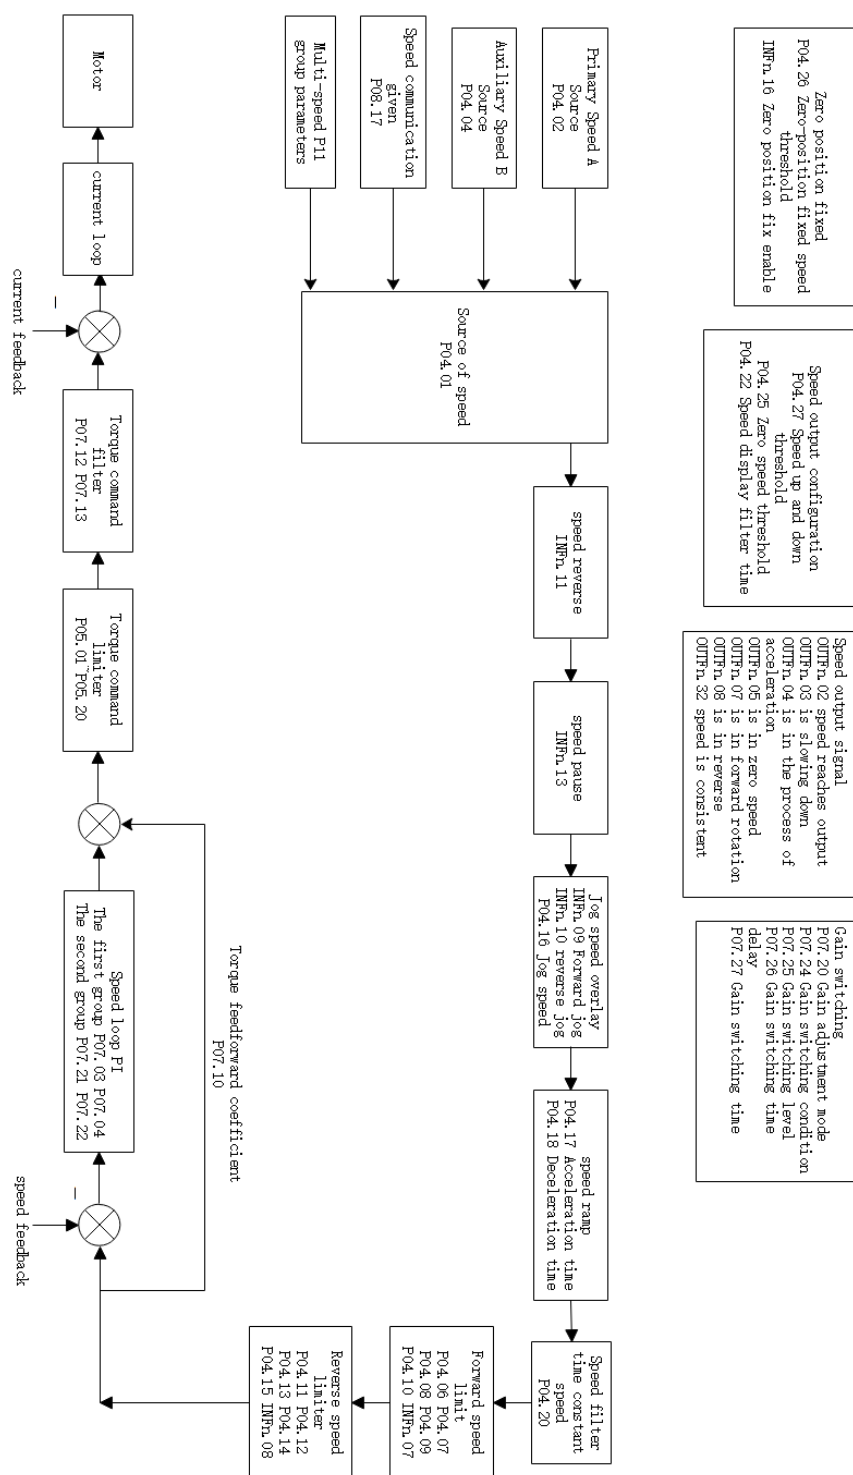 Zero position fixed
P04.26 Zero-position fixed speed
threshold
INFn.16 Zero position fix enable
Speed output configuration
P04.27 Speed up and down
threshold
P04.25 Zero speed threshold
P04.22 Speed display filter time
Speed output signal
OUTFn.02 speed reaches output
OUTFn.03 is slowing down
OUTFn.04 is in the process of
acceleration
OUTFn.05 is in zero speed
OUTFn.07 is in forward rotation
OUTFn.08 is in reverse
OUTFn.32 speed is consistent
Gain switching
P07.20 Gain adjustment mode
P07.24 Gain switching condition
P07.25 Gain switching level
P07.26 Gain switching time
delay
P07.27 Gain switching time
Primary Speed A
Source
P04.02
Auxiliary Speed B
Source
P04.04
Speed communication
given
P08.17
Multi-speed P11
group parameters
Source of speed
P04.01
speed reverse
INFn.11
speed pause
INFn.13
Jog speed overlay
INFn.09 Forward jog
INFn.10 reverse jog
P04.16 Jog speed
speed ramp
P04.17 Acceleration time
P04.18 Deceleration time
Speed filter
time constant
speed
P04.20
Forward speed
limit
P04.06 P04.07
P04.08 P04.09
P04.10 INFn.07
Reverse speed
limiter
P04.11 P04.12
P04.13 P04.14
P04.15 INFn.08
Torque feedforward coefficient
P07.10
Motor
current loop
−
current feedback
Torque command
filter
P07.12 P07.13
Torque command
limiter
P05.01~P05.20
Speed loop PI
The first group P07.03 P07.04
The second group P07.21 P07.22
−
speed feedback